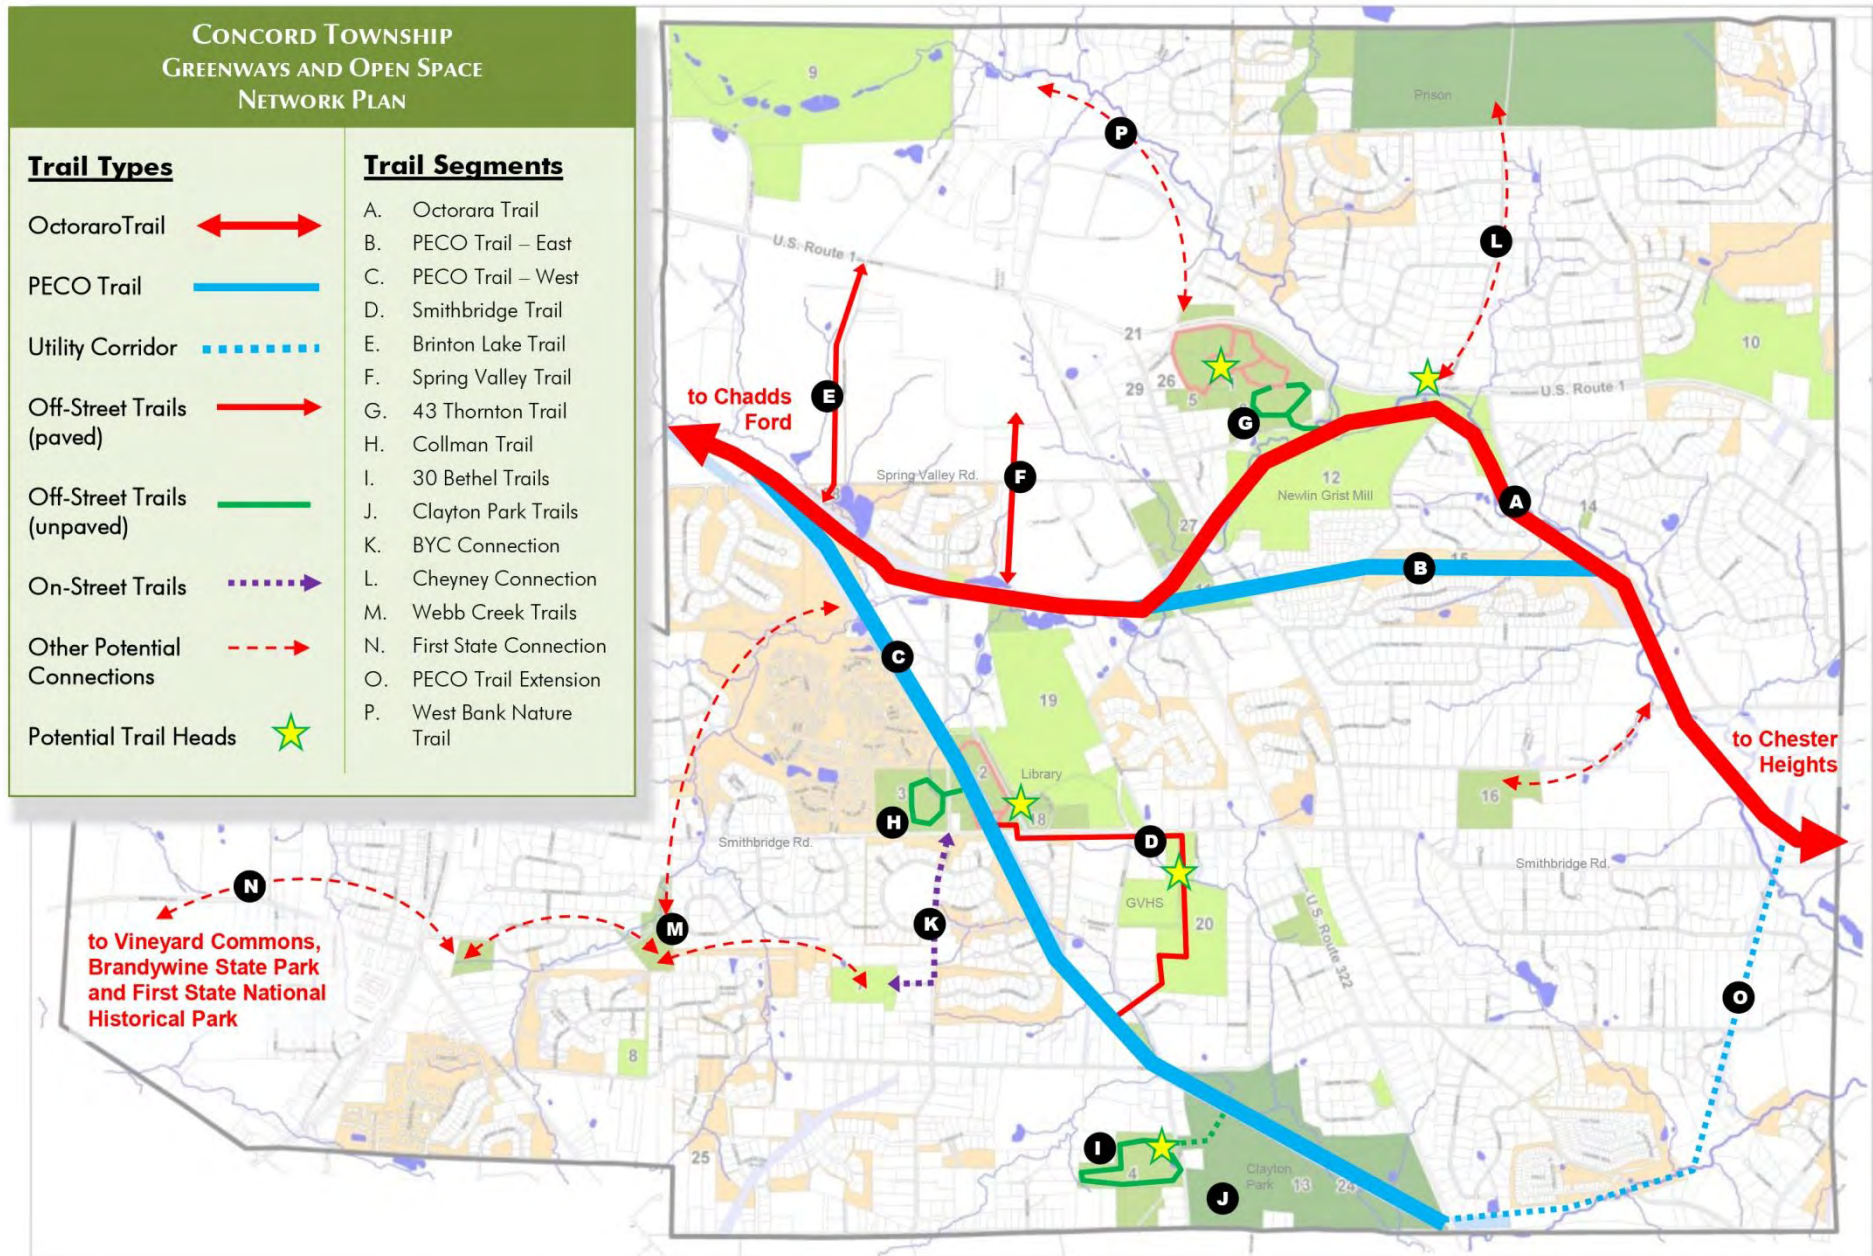 CONCORD TOWNSHIP
GREENWAYS AND OPEN SPACE
NETWORK PLAN
Trail Types
OctoraroTrail
PECO Trail
Utility Corridor
Off-Street Trails
(paved)
Off-Street Trails
(unpaved)
On-Street Trails
Other Potential
Connections
Potential Trail Heads
Trail Segments
A. Octorara Trail
B. PECO Trail – East
C. PECO Trail – West
D. Smithbridge Trail
E. Brinton Lake Trail
F. Spring Valley Trail
G. 43 Thornton Trail
H. Collman Trail
I. 30 Bethel Trails
J. Clayton Park Trails
K. BYC Connection
L. Cheyney Connection
M. Webb Creek Trails
N. First State Connection
O. PECO Trail Extension
P. West Bank Nature
Trail
9
Prison
P
L
U.S. Route 1
21
10
26
29
5
U.S. Route 1
E
to Chadds
Ford
G
Spring Valley Rd.
F
12
Newlin Grist Mill
A
14
27
15
B
11
C
19
to Chester
Heights
2
Library
3
16
H
18
Smithbridge Rd.
D
Smithbridge Rd.
N
GVHS
20
M
K
U.S. Route 322
to Vineyard Commons,
Brandywine State Park
and First State National
Historical Park
O
8
25
I
4
Clayton
Park
13
24
J